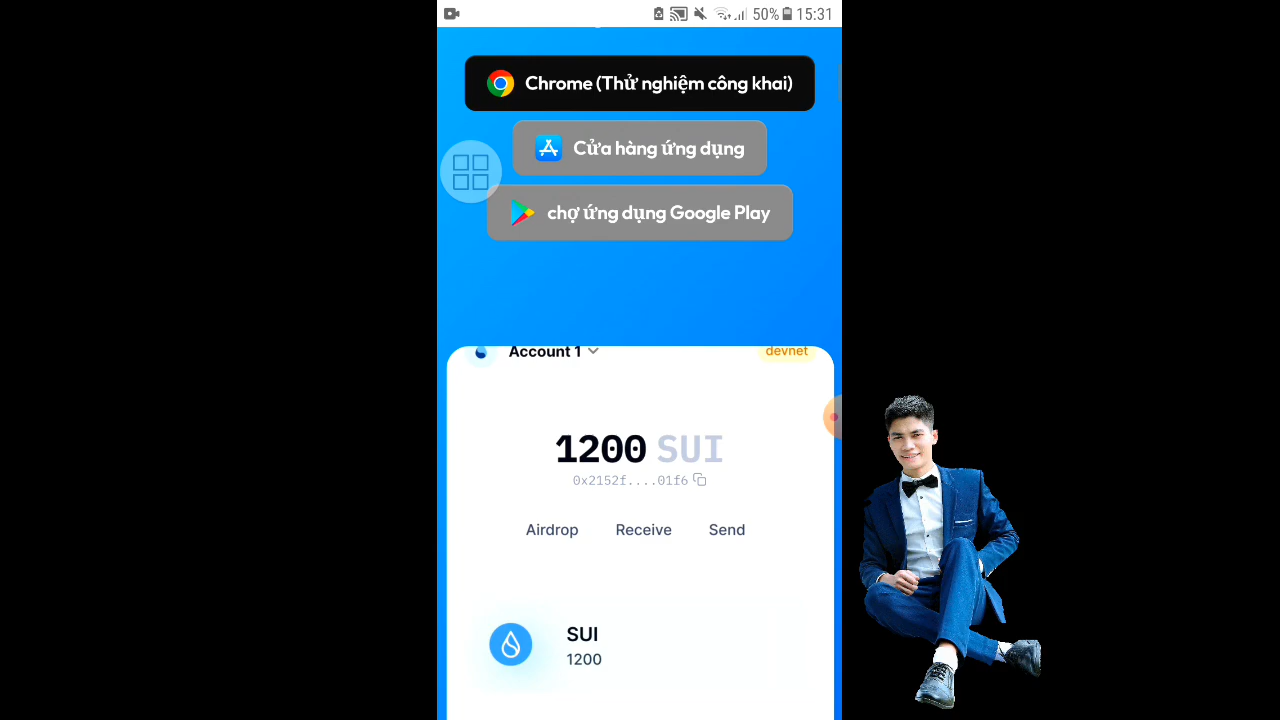 50% 15:31
Chrome (Thử nghiệm công khai)
Cửa hàng ứng dụng
chợ ứng dụng Google Play
Account 1
devnet
1200 SUI
0x2152f....01f6
Airdrop Receive Send
SUI
1200